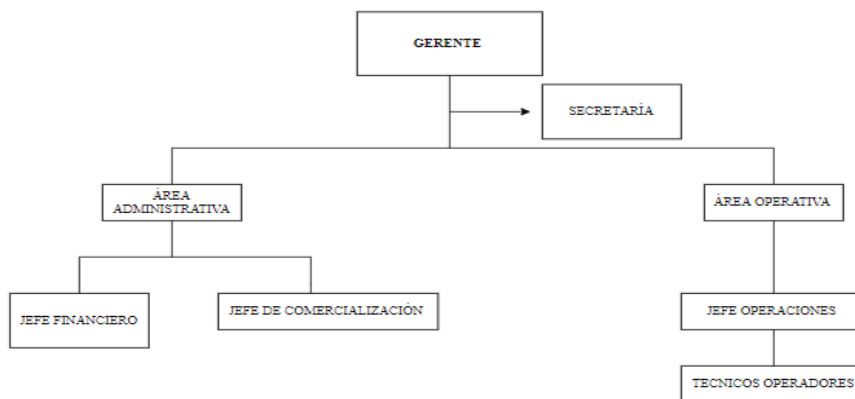 GERENTE
SECRETARÍA
ÁREA
ADMINISTRATIVA
ÁREA OPERATIVA
JEFE FINANCIERO
JEFE DE COMERCIALIZACIÓN
JEFE OPERACIONES
TECNICOS OPERADORES